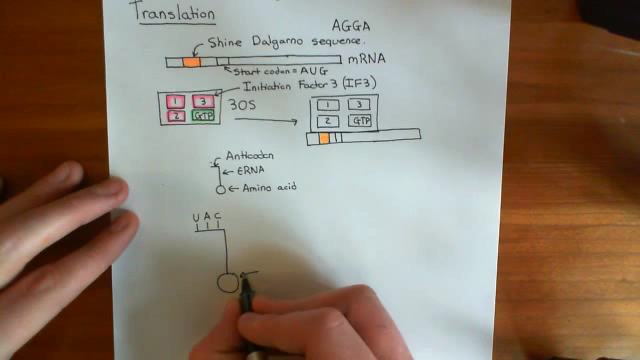 Translation
AGGA
Shine Dalgarno sequence.
mRNA
Start codon = AUG
Initiation Factor 3 (IF3)
1 3
2 GTP
30S
1 3
2 GTP
Anticodon
tRNA
Amino acid
U A C